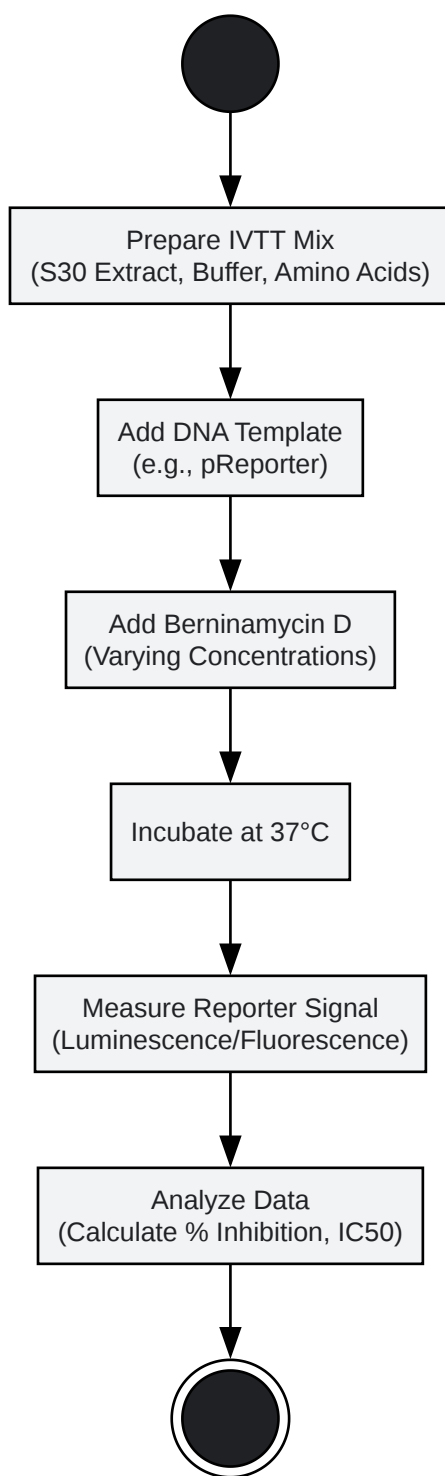 Prepare IVTT Mix
(S30 Extract, Buffer, Amino Acids)
Add DNA Template
(e.g., pReporter)
Add Berninamycin D
(Varying Concentrations)
Incubate at 37°C
Measure Reporter Signal
(Luminescence/Fluorescence)
Analyze Data
(Calculate % Inhibition, IC50)